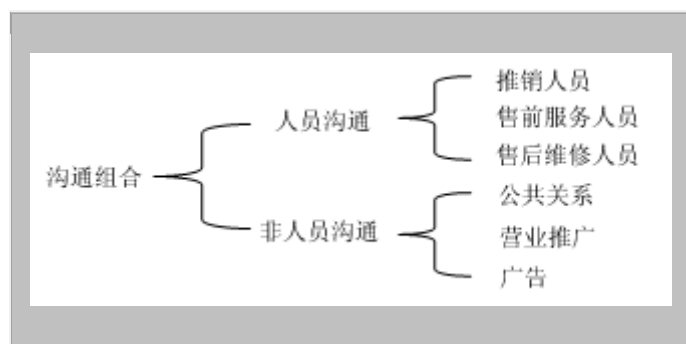 沟通组合
人员沟通
推销人员
售前服务人员
售后维修人员
非人员沟通
公共关系
营业推广
广告